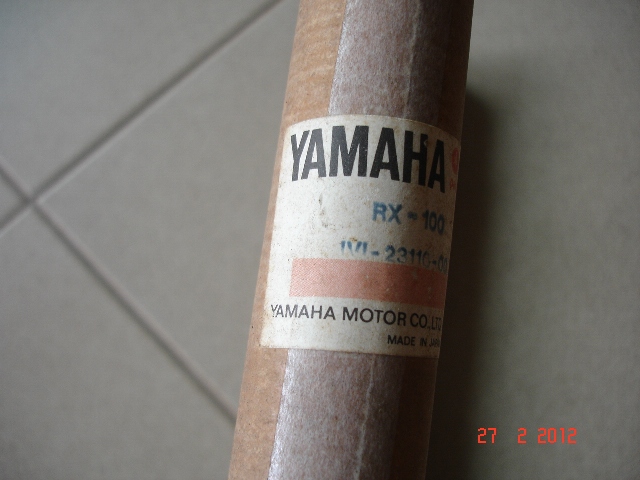 YAMAHA
RX-100
YAMAHA MOTOR CO. LTD
MADE IN JAPAN
27 2 2012